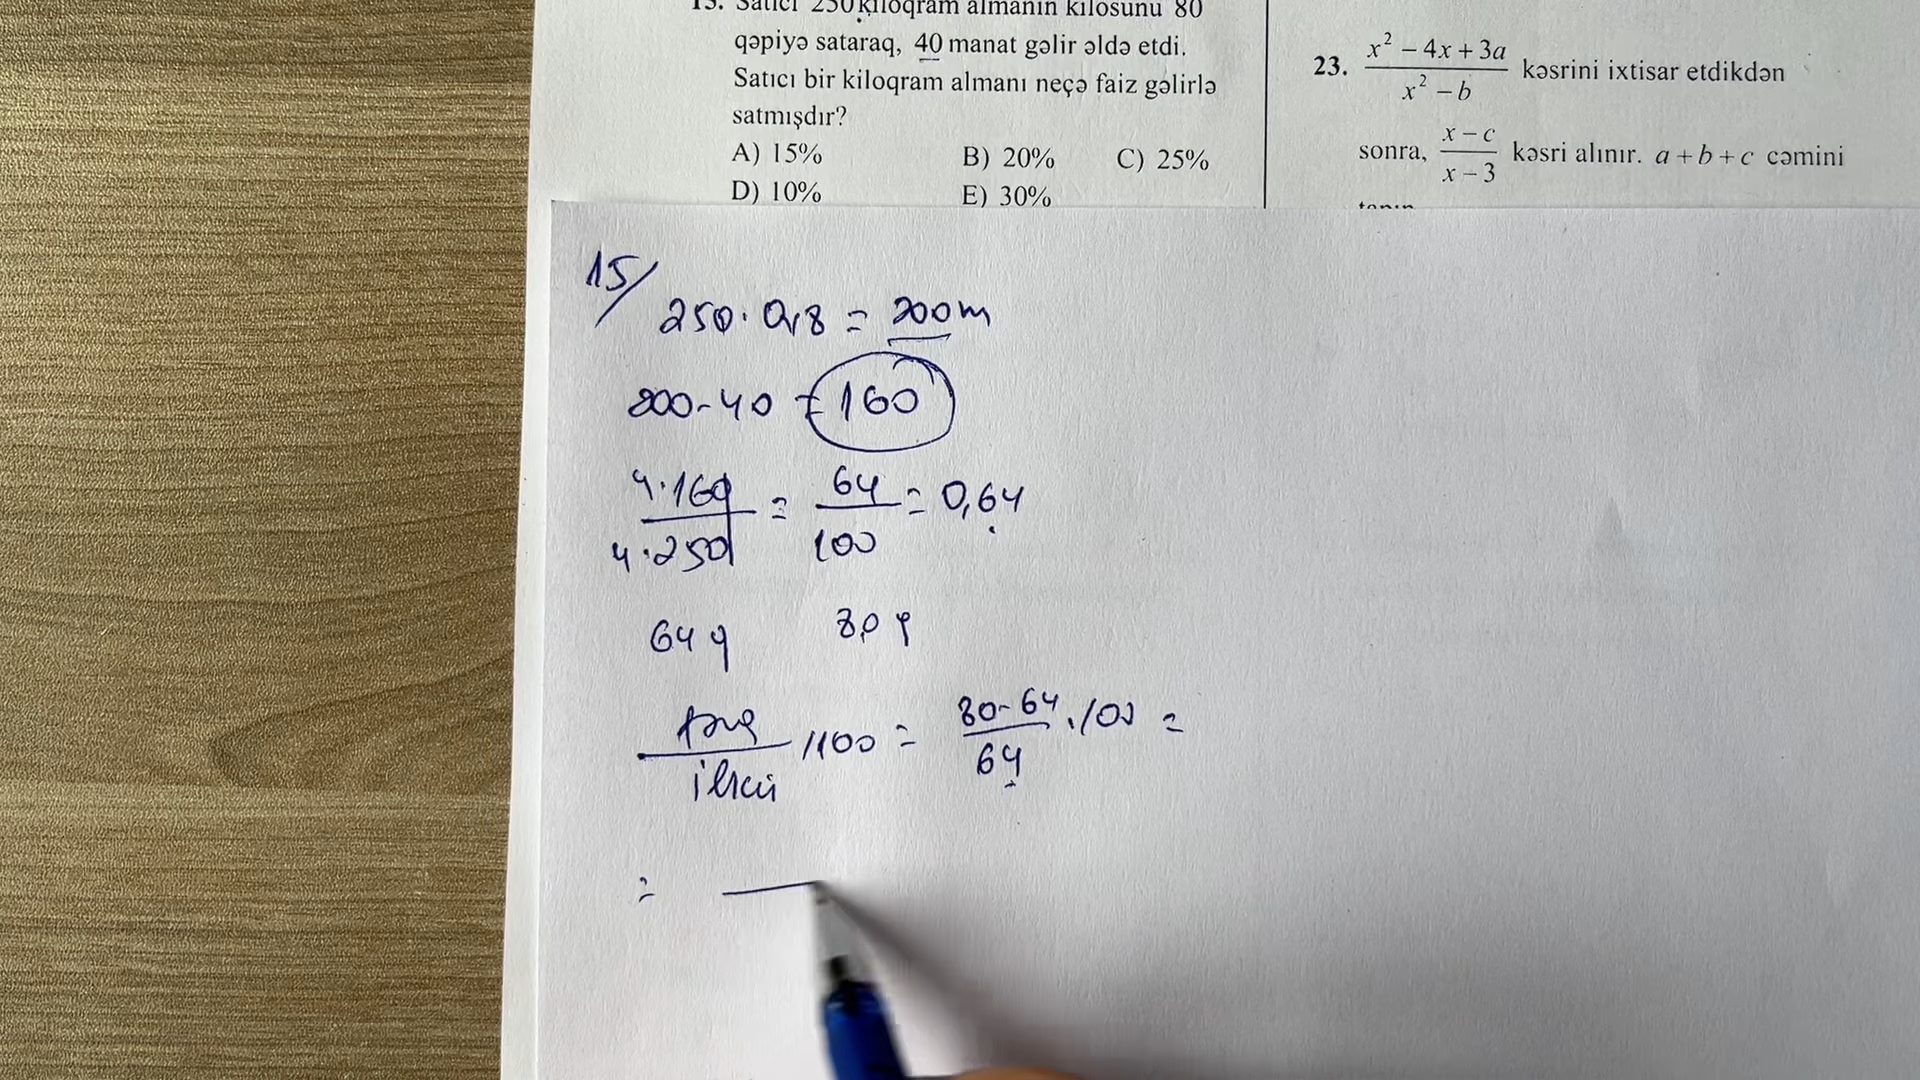 15. Satıcı 250 kiloqram almanın kilosunu 80
qəpiyə sataraq, 40 manat gəlir əldə etdi.
Satıcı bir kiloqram almanı neçə faiz gəlirlə
satmışdır?
A) 15% B) 20% C) 25%
D) 10% E) 30%
23. x² − 4x + 3a / x² − b kəsrini ixtisar etdikdən
sonra, x − c / x − 3 kəsri alınır. a + b + c cəmini
tapın
15/
250 · 0,8 = 200m
200 - 40 = 160
4·160 / 4·250 = 64 / 100 = 0,64
64 q 80 q
fərq / ilkin · 100 = 80-64 / 64 · 100 =
=